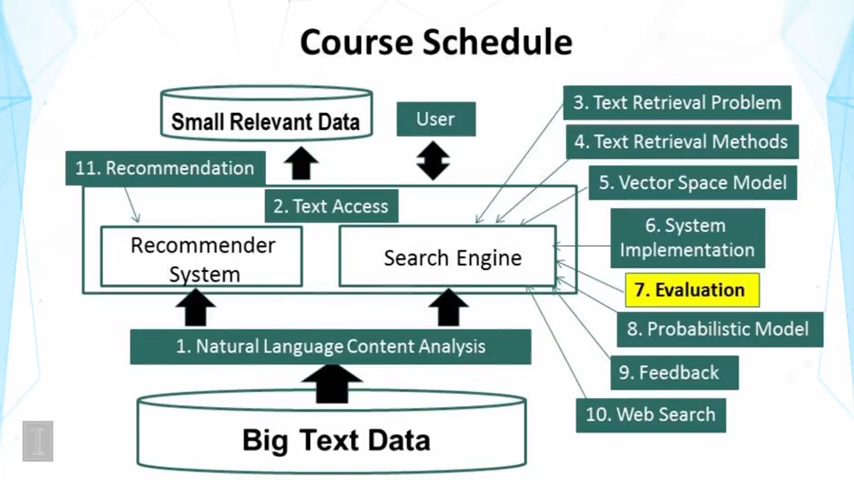 Course Schedule
3. Text Retrieval Problem
Small Relevant Data
User
4. Text Retrieval Methods
11. Recommendation
5. Vector Space Model
2. Text Access
6. System
Implementation
Recommender
System
Search Engine
7. Evaluation
8. Probabilistic Model
1. Natural Language Content Analysis
9. Feedback
10. Web Search
Big Text Data
I